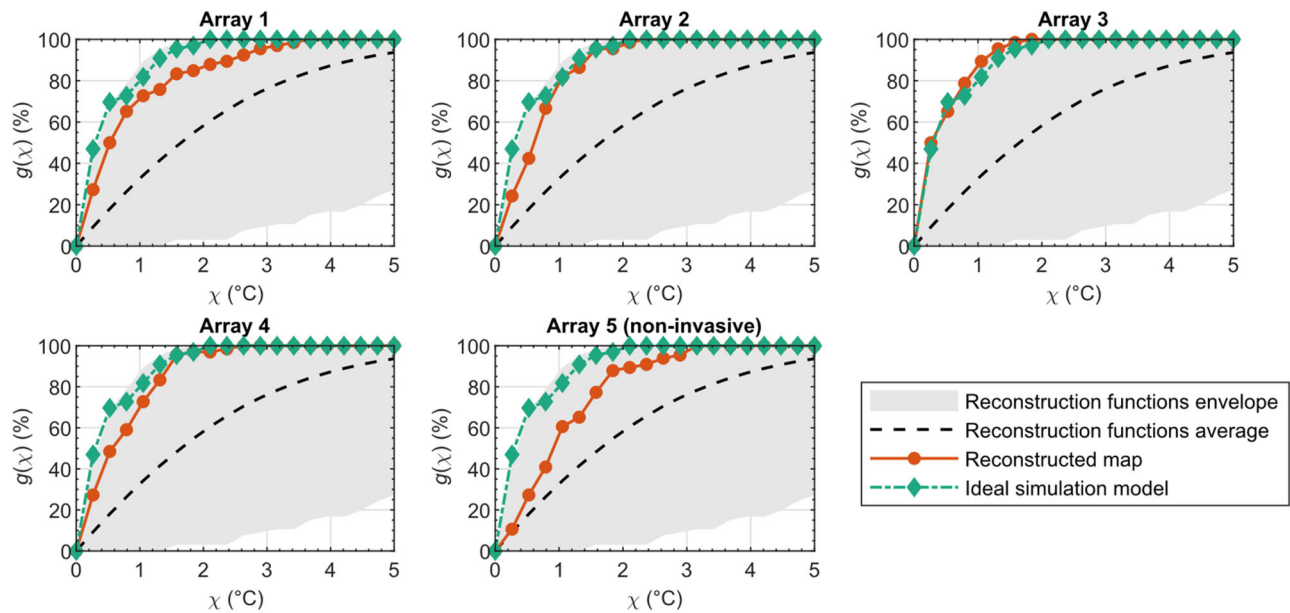 Array 1
Array 2
Array 3
100
80
60
40
20
0
g(χ) (%)
0 1 2 3 4 5
χ (°C)
100
80
60
40
20
0
g(χ) (%)
0 1 2 3 4 5
χ (°C)
100
80
60
40
20
0
g(χ) (%)
0 1 2 3 4 5
χ (°C)
Array 4
Array 5 (non-invasive)
100
80
60
40
20
0
g(χ) (%)
0 1 2 3 4 5
χ (°C)
100
80
60
40
20
0
g(χ) (%)
0 1 2 3 4 5
χ (°C)
Reconstruction functions envelope
Reconstruction functions average
Reconstructed map
Ideal simulation model